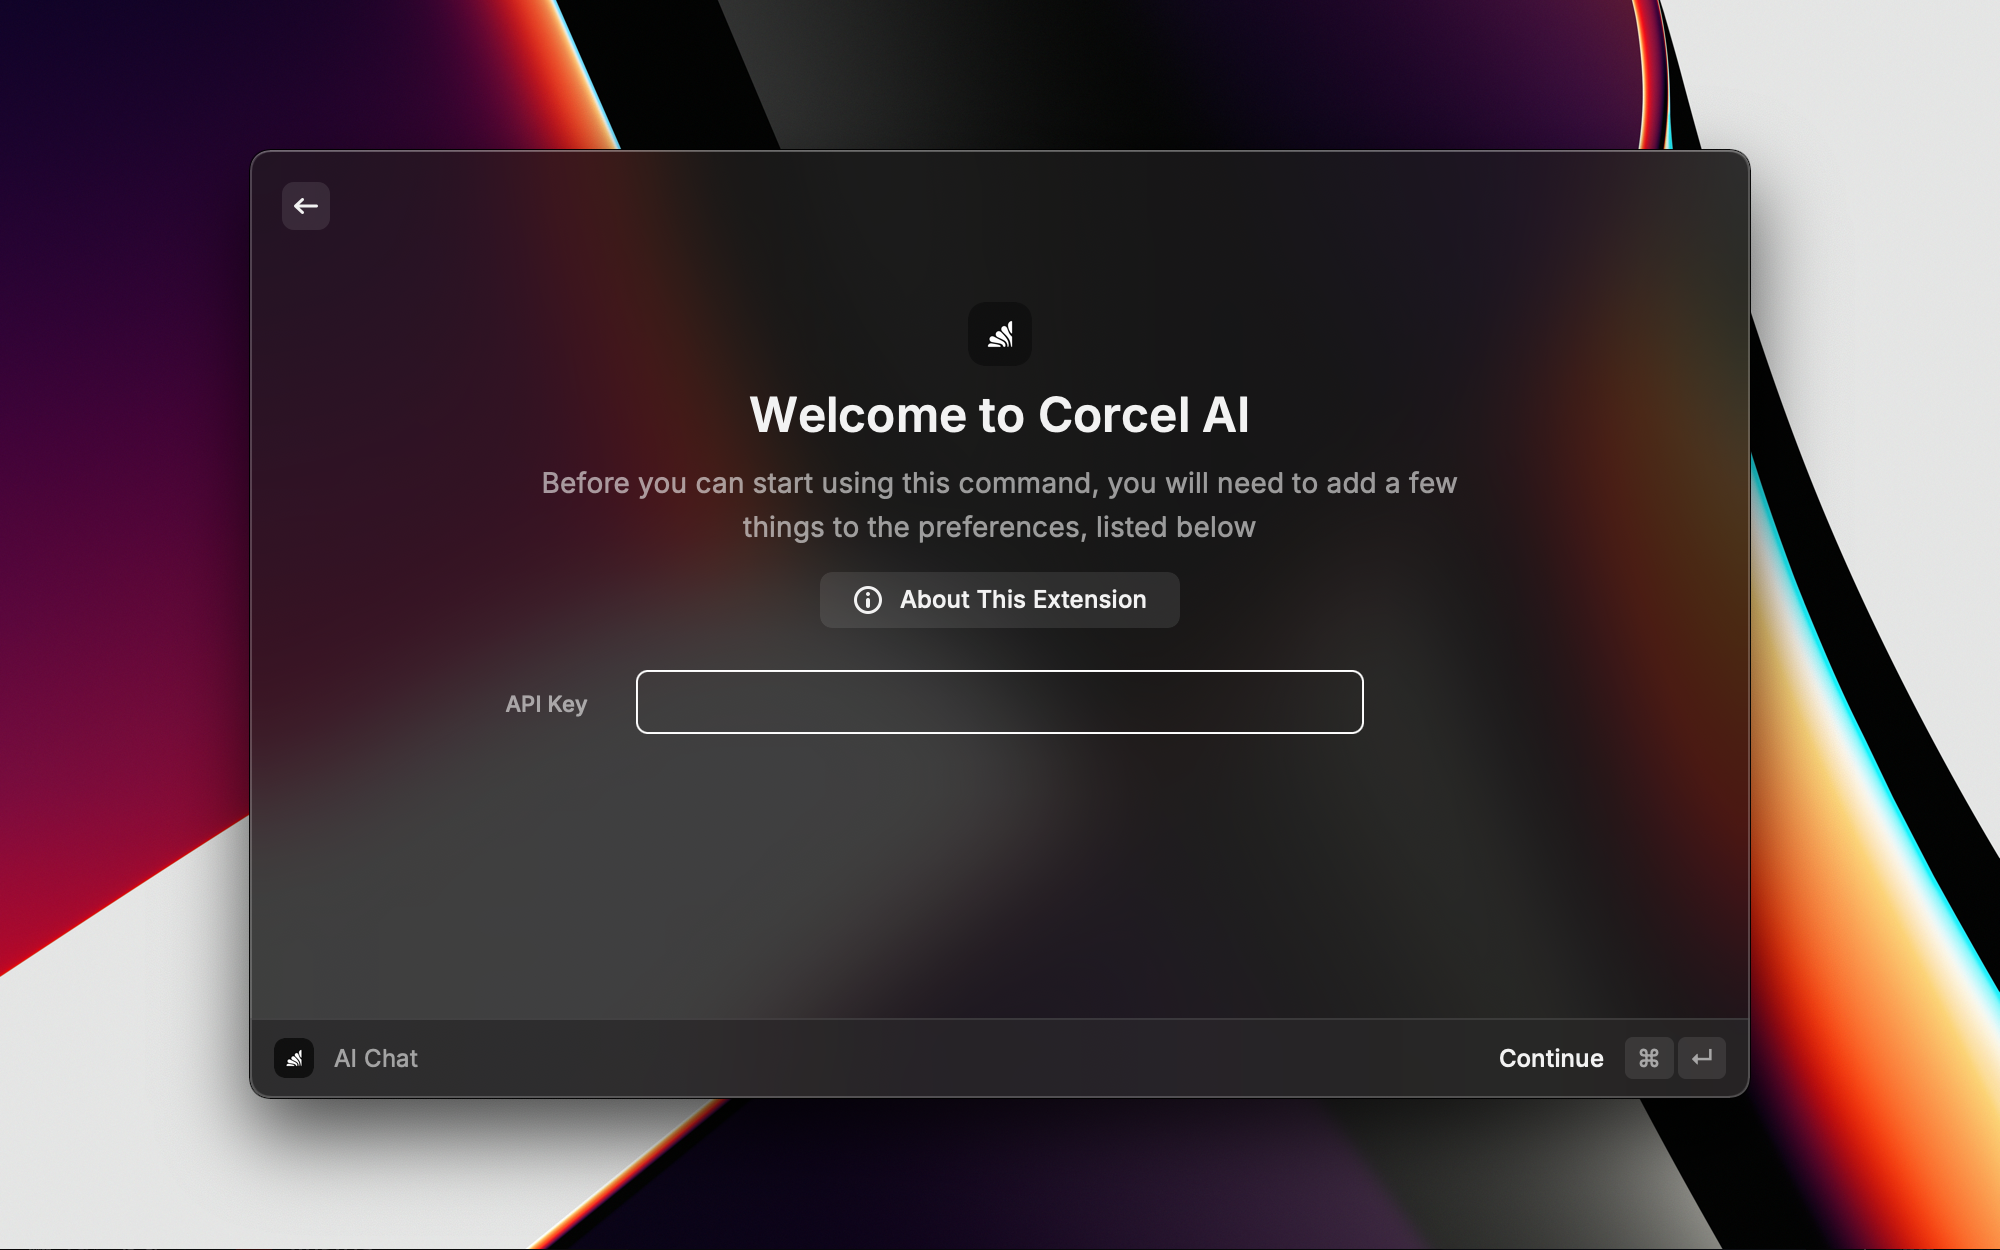 Welcome to Corcel AI
Before you can start using this command, you will need to add a few
things to the preferences, listed below
About This Extension
API Key
AI Chat
Continue ⌘ ↵